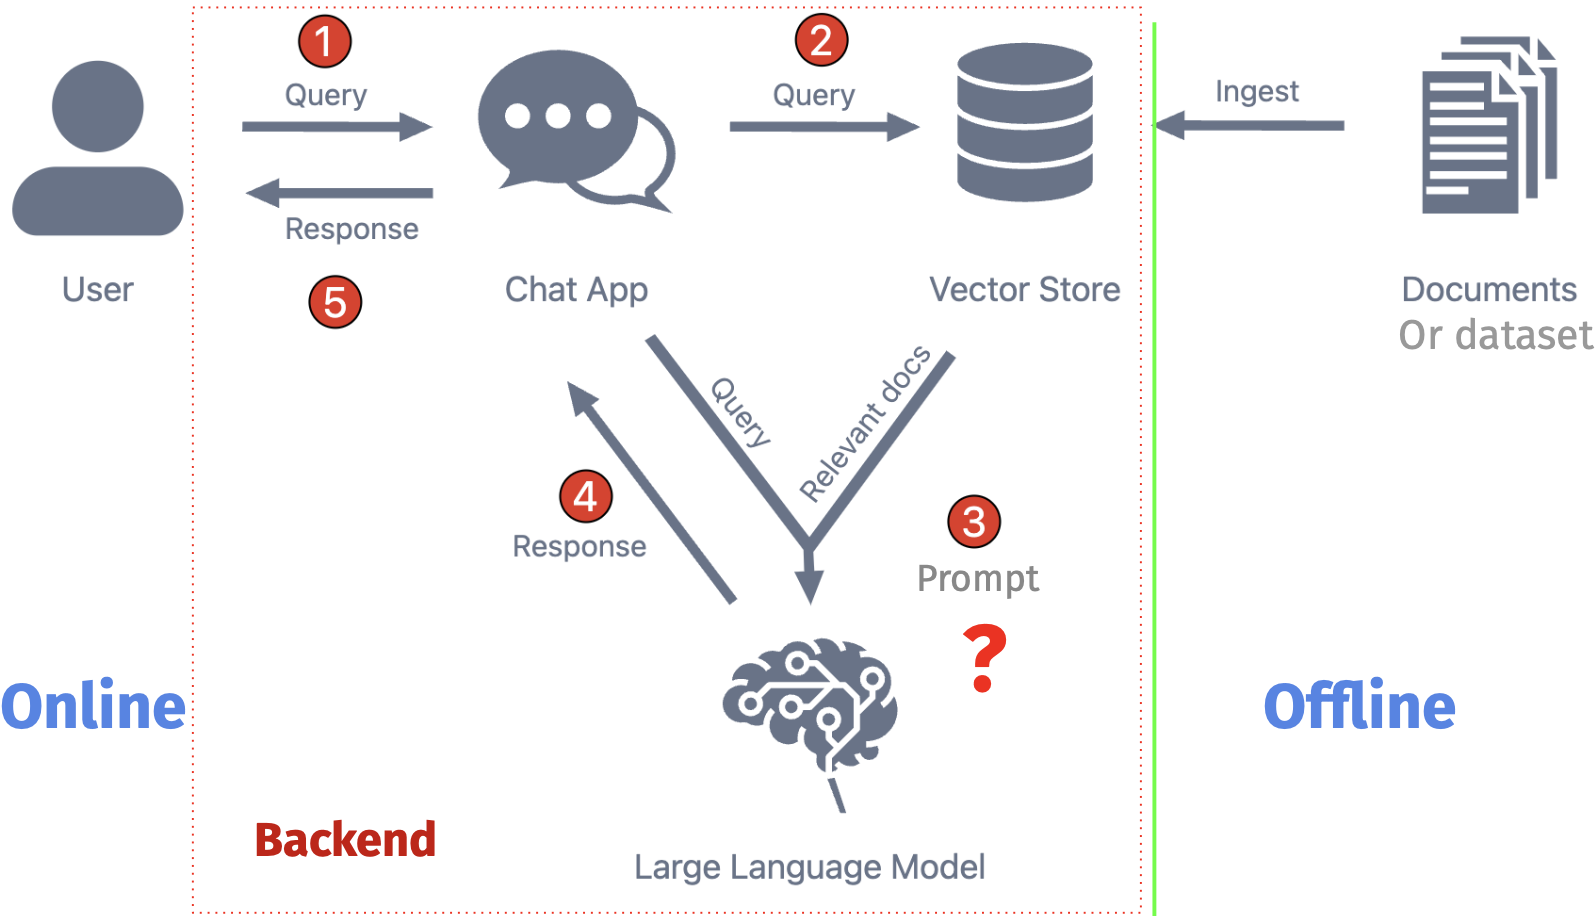 1
Query
2
Query
Ingest
Response
5
User
Chat App
Vector Store
Documents
Or dataset
Query
Relevant docs
4
Response
3
Prompt
?
Online
Offline
Backend
Large Language Model